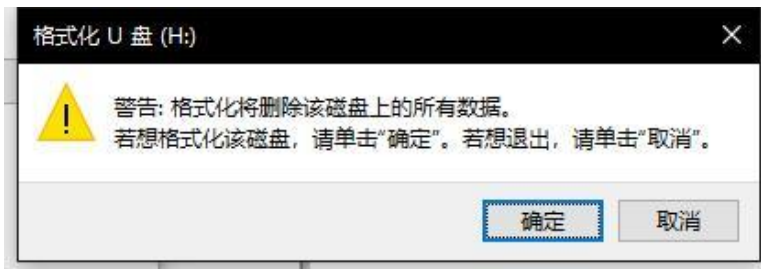 格式化 U 盘 (H:)
警告: 格式化将删除该磁盘上的所有数据。
若想格式化该磁盘，请单击“确定”。若想退出，请单击“取消”。
确定
取消